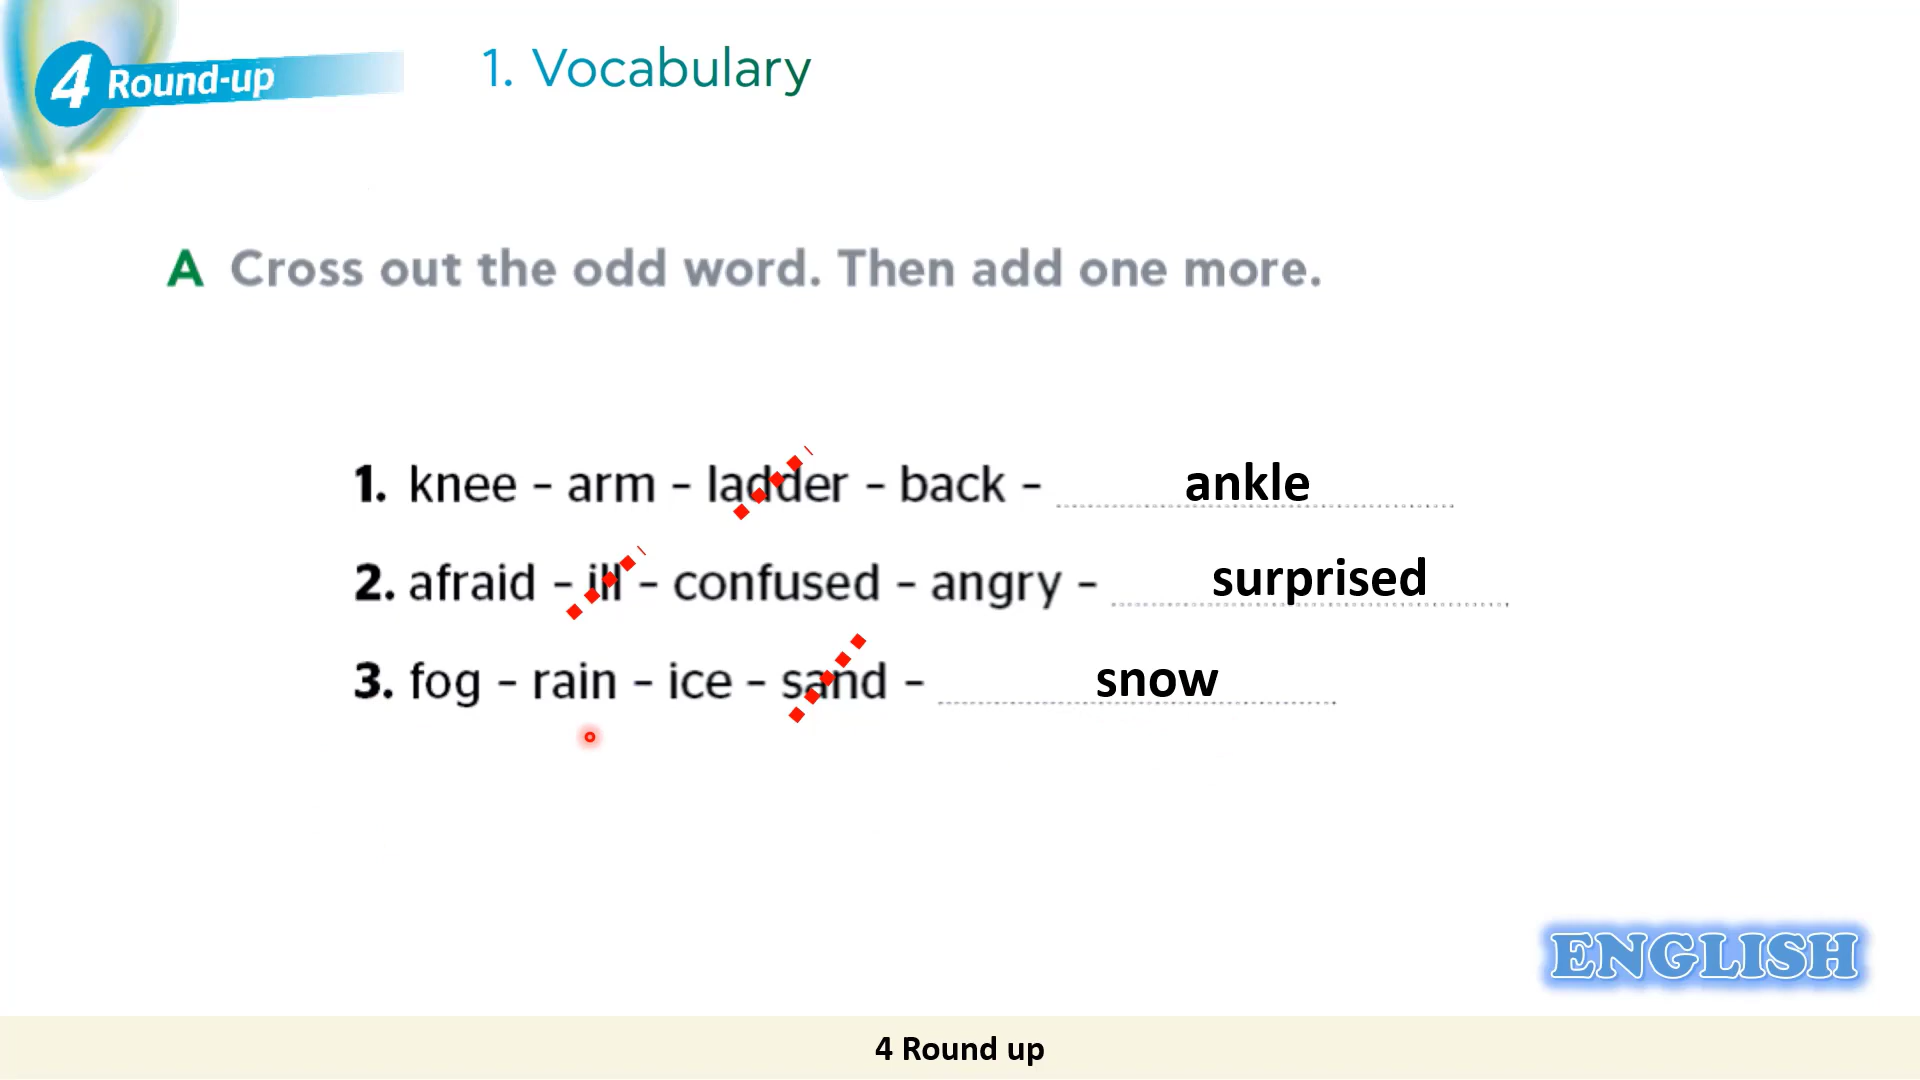 4 Round-up
1. Vocabulary
A Cross out the odd word. Then add one more.
1. knee – arm – ladder – back – ankle
2. afraid – ill – confused – angry – surprised
3. fog – rain – ice – sand – snow
ENGLISH
4 Round up